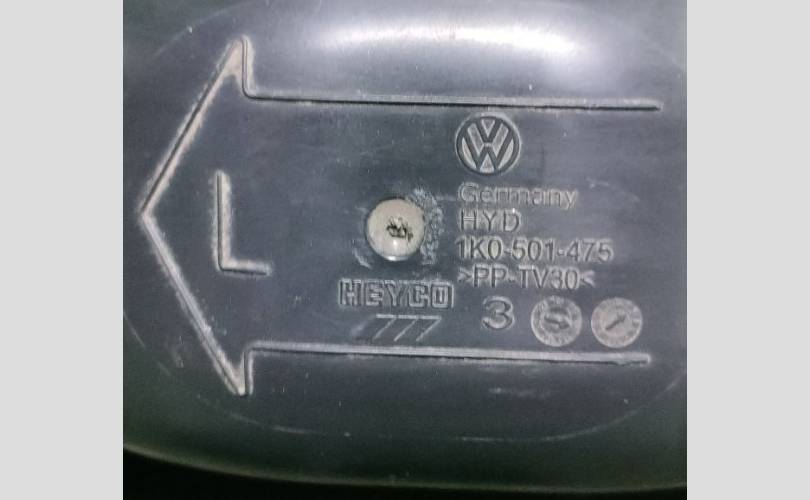 L
Germany
HYD
1K0-501-475
>PP-TV30<
HEYCO
3